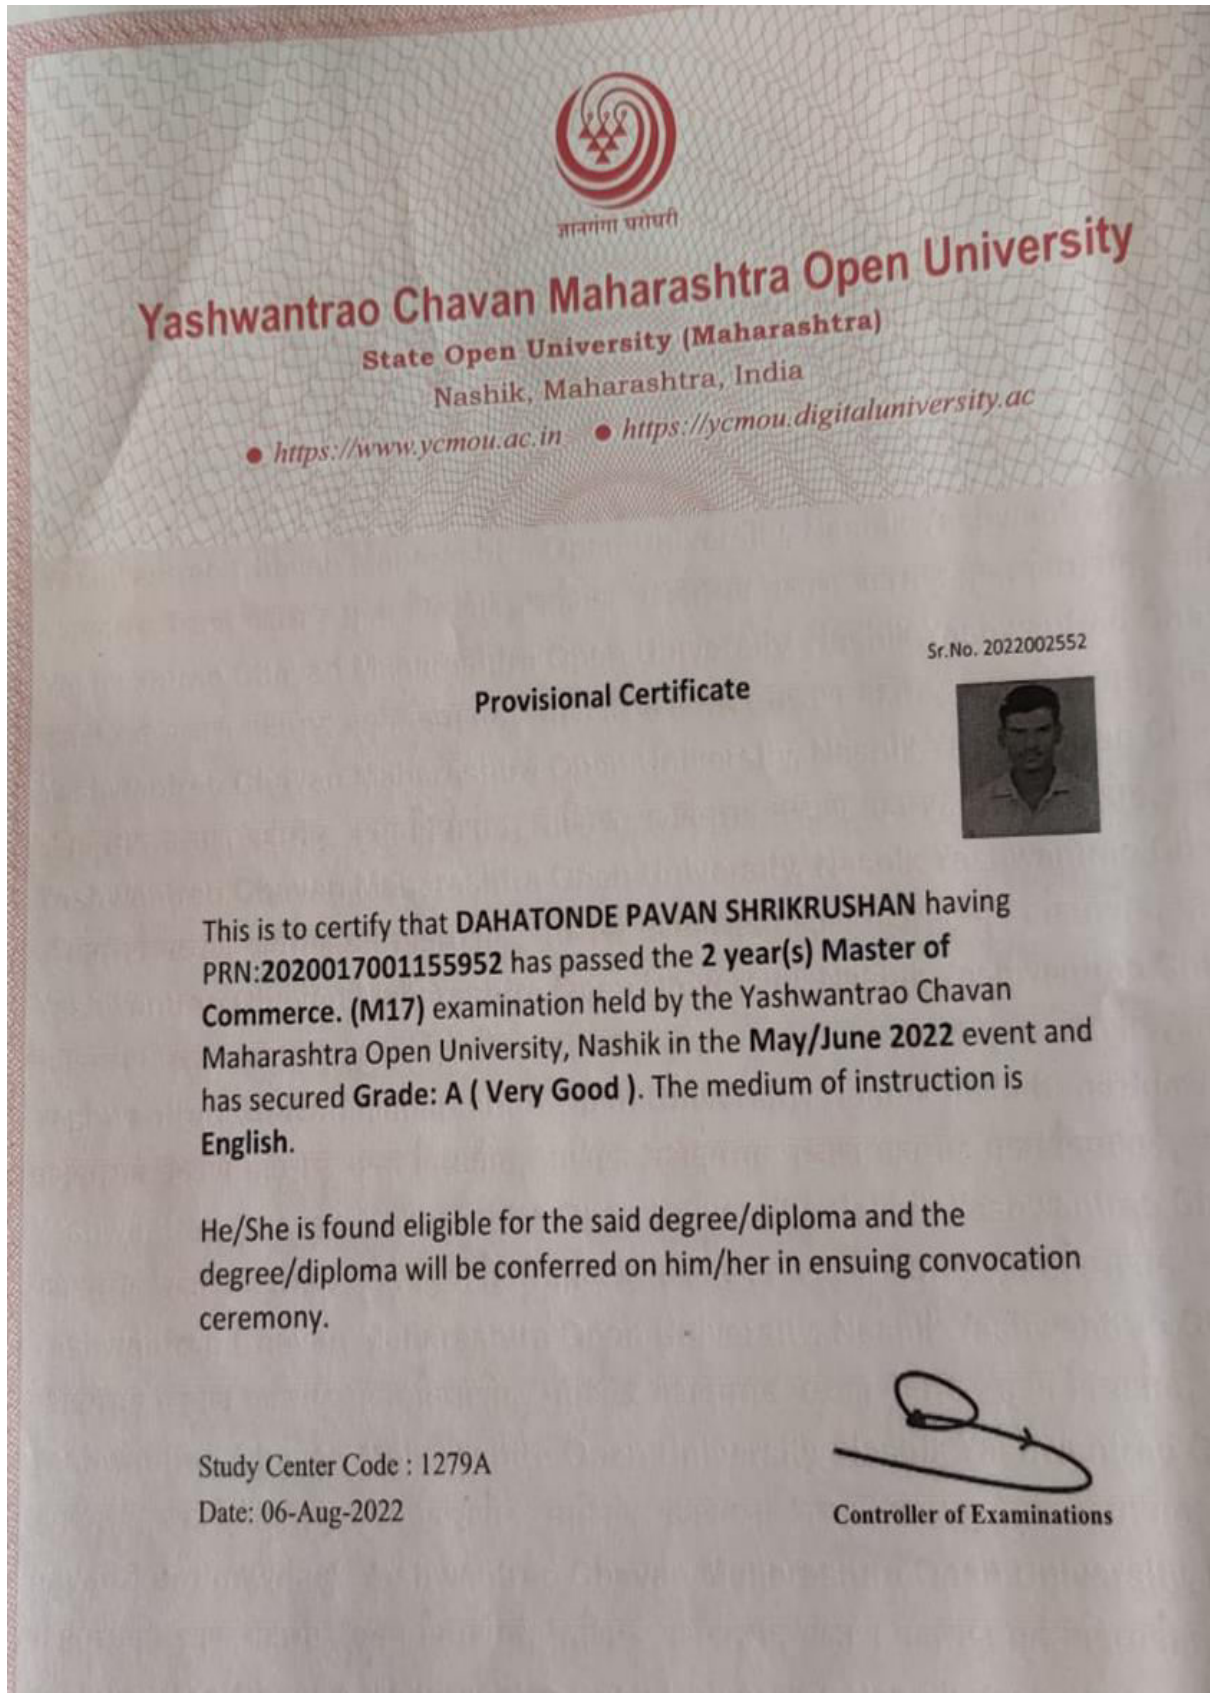 ज्ञानगंगा घरोघरी
Yashwantrao Chavan Maharashtra Open University
State Open University (Maharashtra)
Nashik, Maharashtra, India
● https://www.ycmou.ac.in ● https://ycmou.digitaluniversity.ac
Sr.No. 2022002552
Provisional Certificate
This is to certify that DAHATONDE PAVAN SHRIKRUSHAN having
PRN:2020017001155952 has passed the 2 year(s) Master of
Commerce. (M17) examination held by the Yashwantrao Chavan
Maharashtra Open University, Nashik in the May/June 2022 event and
has secured Grade: A ( Very Good ). The medium of instruction is
English.
He/She is found eligible for the said degree/diploma and the
degree/diploma will be conferred on him/her in ensuing convocation
ceremony.
Study Center Code : 1279A
Date: 06-Aug-2022
Controller of Examinations